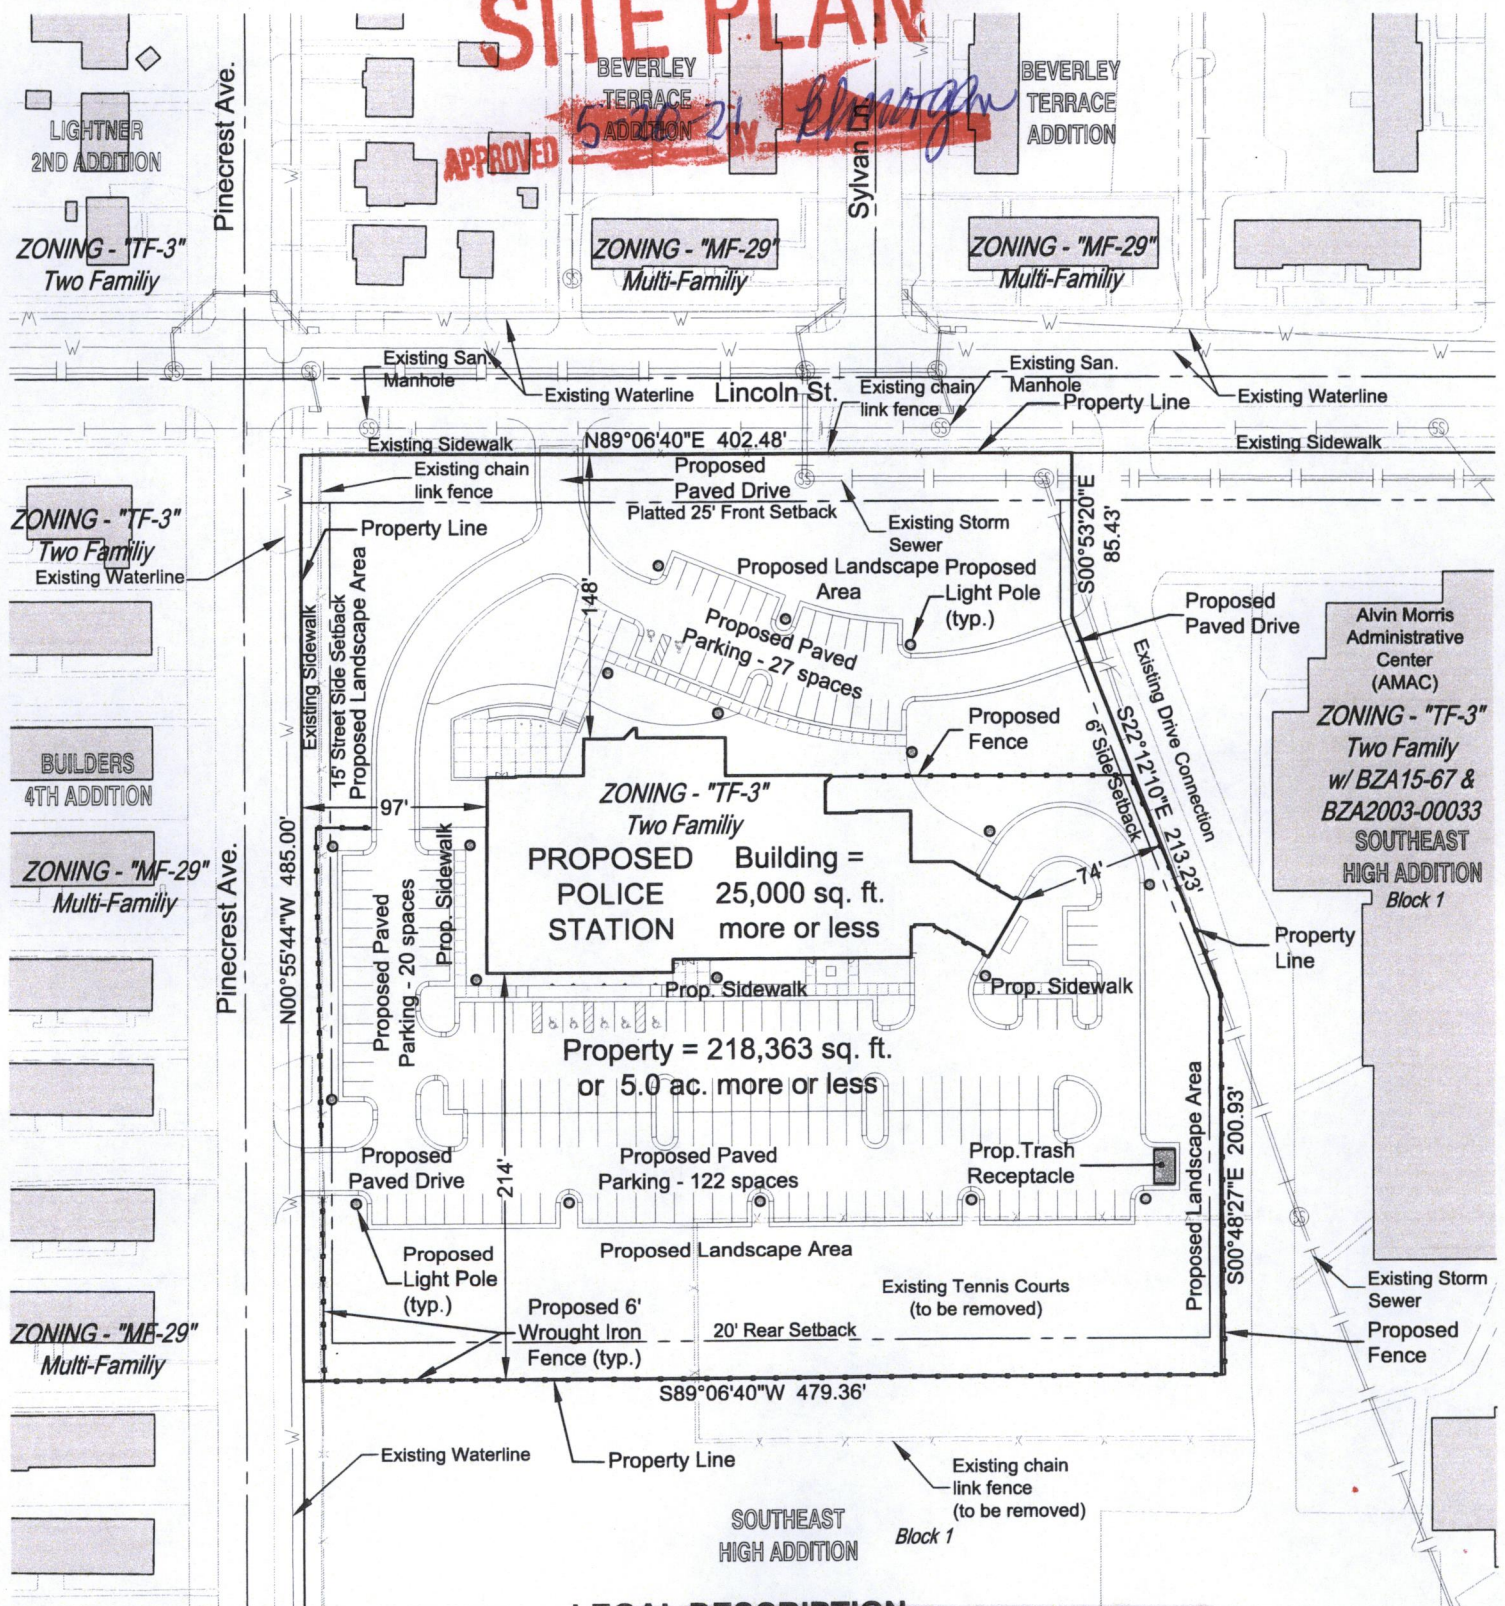 SITE PLAN
BEVERLEY
TERRACE
ADDITION
BEVERLEY
TERRACE
ADDITION
APPROVED
BY
LIGHTNER
2ND ADDITION
Pinecrest Ave.
Sylvan Ln
ZONING - "TF-3"
Two Familiy
ZONING - "MF-29"
Multi-Familiy
ZONING - "MF-29"
Multi-Familiy
Existing San.
Manhole
Existing Waterline
Lincoln St.
Existing chain
link fence
Existing San.
Manhole
Property Line
Existing Waterline
Existing Sidewalk
N89°06'40"E 402.48'
Existing Sidewalk
Existing chain
link fence
Proposed
Paved Drive
Platted 25' Front Setback
Existing Storm
Sewer
S00°53'20"E
85.43'
ZONING - "TF-3"
Two Familiy
Existing Waterline
Property Line
Existing Sidewalk
15' Street Side Setback
Proposed Landscape Area
148'
Proposed Landscape
Area
Proposed
Light Pole
(typ.)
Proposed Paved
Parking - 27 spaces
Proposed
Paved Drive
Existing Drive Connection
S22°12'10"E 213.23'
6' Side Setback
Alvin Morris
Administrative
Center
(AMAC)
ZONING - "TF-3"
Two Family
w/ BZA15-67 &
BZA2003-00033
SOUTHEAST
HIGH ADDITION
Block 1
Proposed
Fence
BUILDERS
4TH ADDITION
97'
ZONING - "TF-3"
Two Familiy
PROPOSED
POLICE
STATION
Building =
25,000 sq. ft.
more or less
74'
ZONING - "MF-29"
Multi-Familiy
Pinecrest Ave.
N00°55'44"W 485.00'
Proposed Paved
Parking - 20 spaces
Prop. Sidewalk
Property
Line
Prop. Sidewalk
Prop. Sidewalk
Property = 218,363 sq. ft.
or 5.0 ac. more or less
Proposed
Paved Drive
214'
Proposed Paved
Parking - 122 spaces
Prop.Trash
Receptacle
Proposed Landscape Area
S00°48'27"E 200.93'
Proposed
Light Pole
(typ.)
Proposed Landscape Area
Existing Tennis Courts
(to be removed)
Existing Storm
Sewer
ZONING - "MF-29"
Multi-Familiy
Proposed 6'
Wrought Iron
Fence (typ.)
20' Rear Setback
Proposed
Fence
S89°06'40"W 479.36'
Existing Waterline
Property Line
Existing chain
link fence
(to be removed)
SOUTHEAST
HIGH ADDITION
Block 1
LEGAL DESCRIPTION